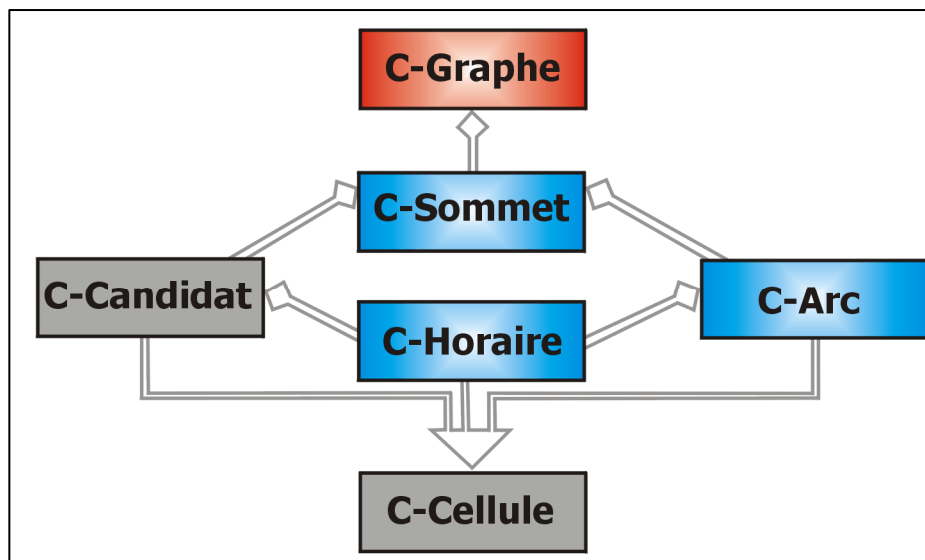 C-Graphe
C-Sommet
C-Candidat
C-Arc
C-Horaire
C-Cellule